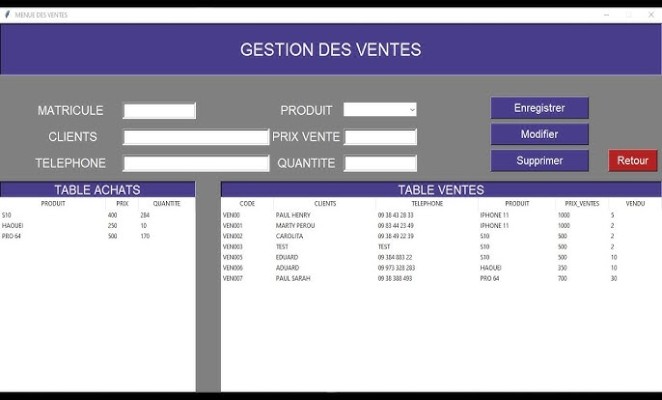 MENUS DES VENTES
GESTION DES VENTES
MATRICULE PRODUIT Enregistrer
CLIENTS PRIX VENTE Modifier
TELEPHONE QUANTITE Supprimer Retour
TABLE ACHATS TABLE VENTES
PRODUIT PRIX QUANTITE CODE CLIENTS TELEPHONE PRODUIT PRIX_VENTES VENDU
S10 400 284 VEN00 PAUL HENRY 09 38 43 28 33 IPHONE 11 1000 5
HAOUEI 250 10 VEN001 MARTY PEROU 09 83 44 23 49 IPHONE 11 1000 2
PRO 64 500 170 VEN002 CAROLITA 09 38 49 22 39 S10 500 2
VEN003 TEST TEST S10 500 2
VEN005 EDUARD 09 384 883 22 S10 500 10
VEN006 ADUARD 09 973 328 283 HAOUEI 250 10
VEN007 PAUL SARAH 09 38 388 493 PRO 64 700 30